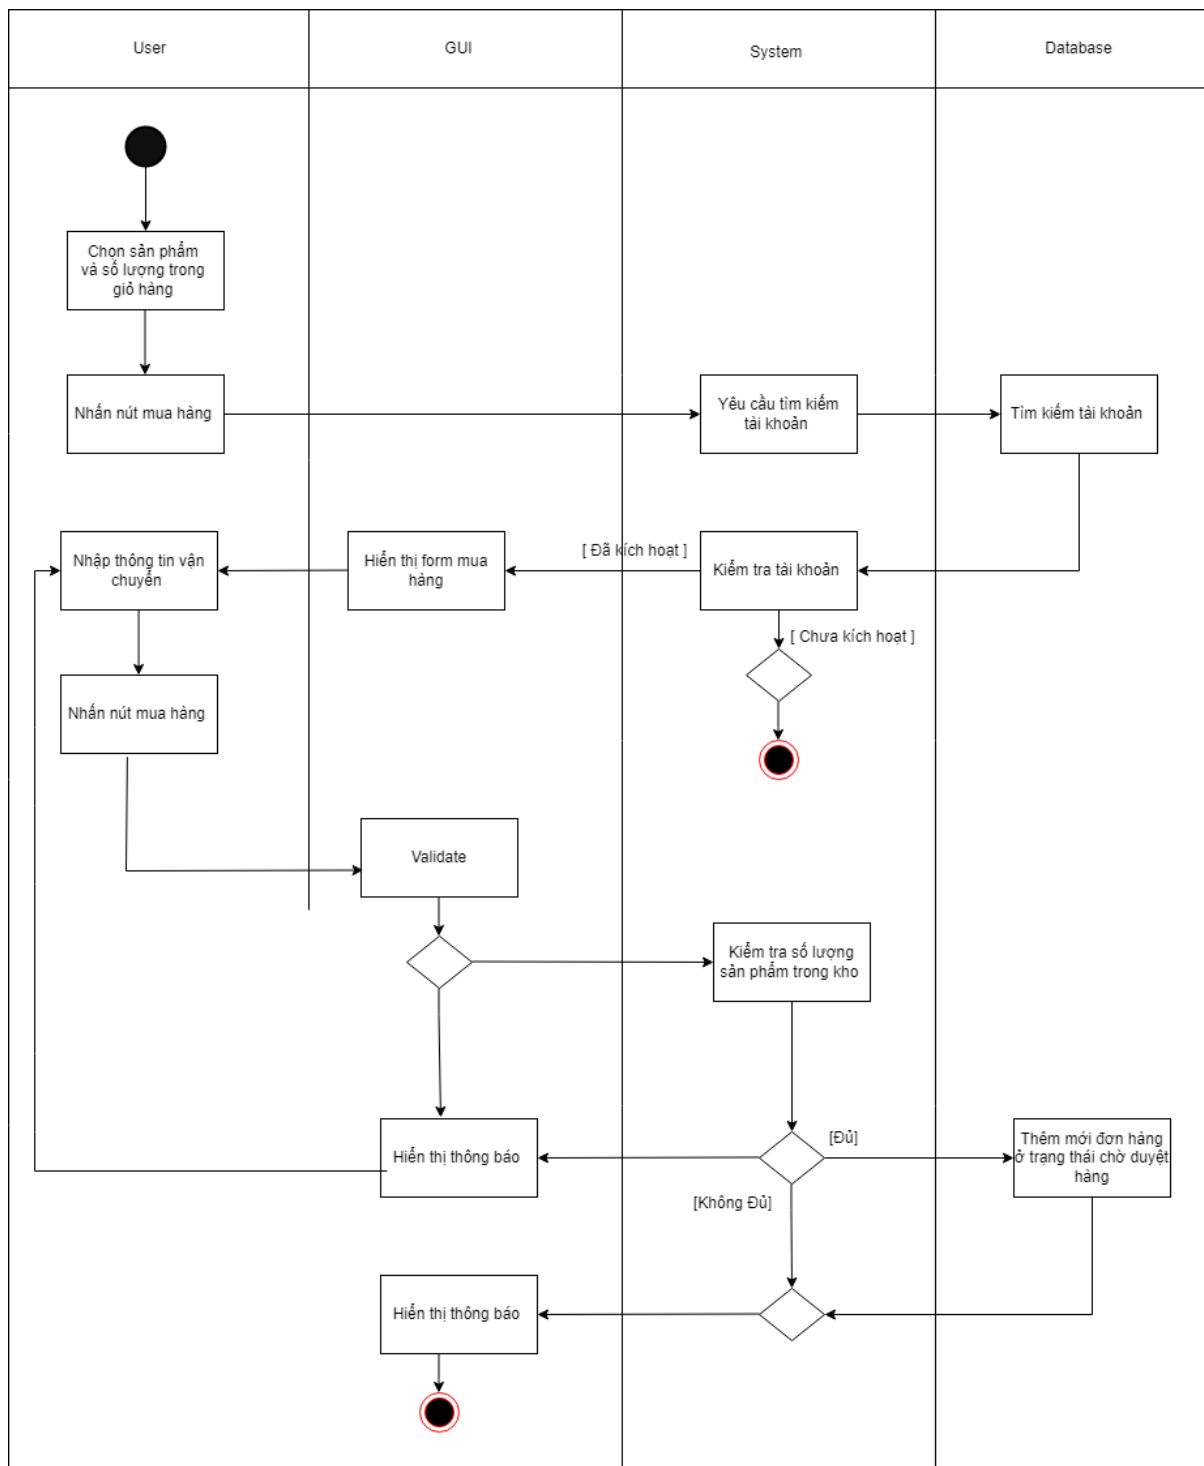 User
GUI
System
Database
Chọn sản phẩm
và số lượng trong
giỏ hàng
Nhấn nút mua hàng
Yêu cầu tìm kiếm
tài khoản
Tìm kiếm tài khoản
Nhập thông tin vận
chuyển
Hiển thị form mua
hàng
[ Đã kích hoạt ]
Kiểm tra tài khoản
[ Chưa kích hoạt ]
Nhấn nút mua hàng
Validate
Kiểm tra số lượng
sản phẩm trong kho
Hiển thị thông báo
[Đủ]
Thêm mới đơn hàng
ở trạng thái chờ duyệt
hàng
[Không Đủ]
Hiển thị thông báo